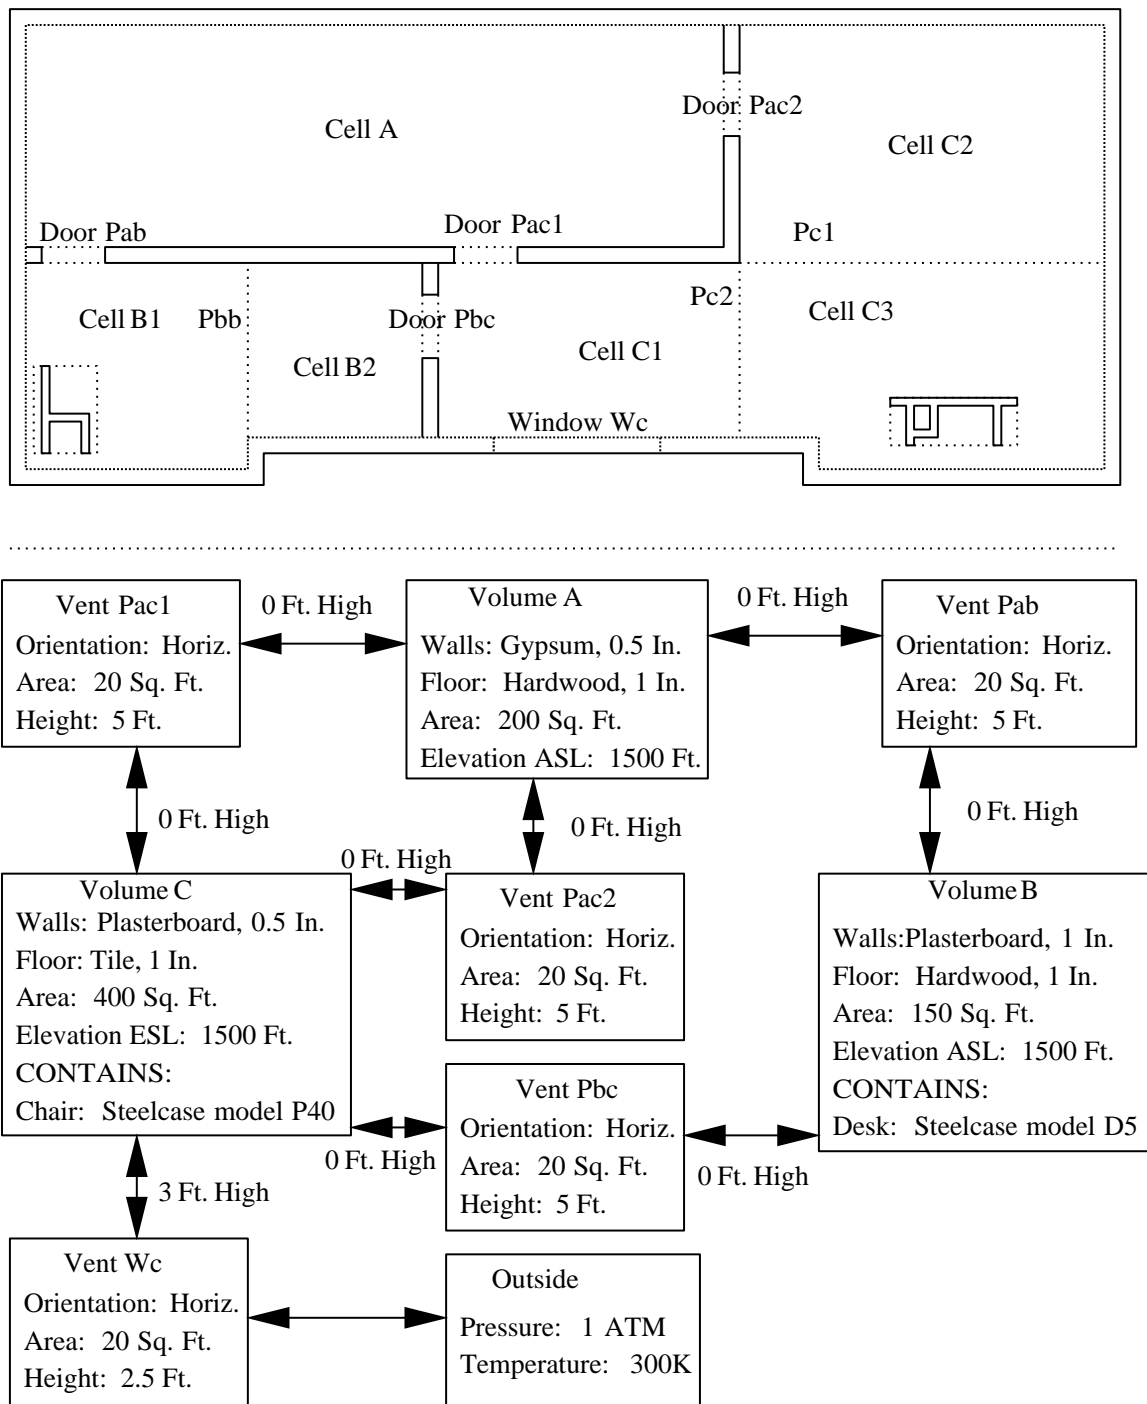 Cell A
Door Pac2
Cell C2
Door Pab
Door Pac1
Pc1
Cell B1
Pbb
Door Pbc
Pc2
Cell C3
Cell B2
Cell C1
Window Wc
Vent Pac1
Orientation: Horiz.
Area: 20 Sq. Ft.
Height: 5 Ft.
0 Ft. High
Volume A
Walls: Gypsum, 0.5 In.
Floor: Hardwood, 1 In.
Area: 200 Sq. Ft.
Elevation ASL: 1500 Ft.
0 Ft. High
Vent Pab
Orientation: Horiz.
Area: 20 Sq. Ft.
Height: 5 Ft.
0 Ft. High
0 Ft. High
0 Ft. High
0 Ft. High
Volume C
Walls: Plasterboard, 0.5 In.
Floor: Tile, 1 In.
Area: 400 Sq. Ft.
Elevation ESL: 1500 Ft.
CONTAINS:
Chair: Steelcase model P40
Vent Pac2
Orientation: Horiz.
Area: 20 Sq. Ft.
Height: 5 Ft.
Volume B
Walls:Plasterboard, 1 In.
Floor: Hardwood, 1 In.
Area: 150 Sq. Ft.
Elevation ASL: 1500 Ft.
CONTAINS:
Desk: Steelcase model D5
Vent Pbc
Orientation: Horiz.
Area: 20 Sq. Ft.
Height: 5 Ft.
0 Ft. High
0 Ft. High
3 Ft. High
Vent Wc
Orientation: Horiz.
Area: 20 Sq. Ft.
Height: 2.5 Ft.
Outside
Pressure: 1 ATM
Temperature: 300K